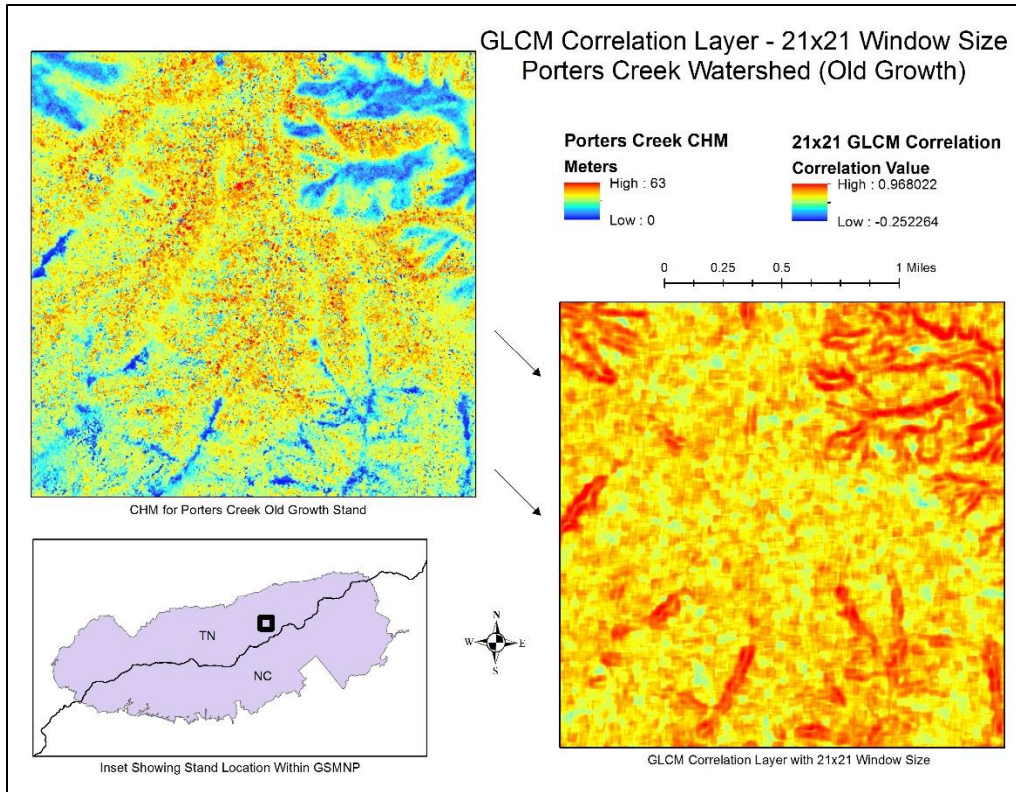 GLCM Correlation Layer - 21x21 Window Size
Porters Creek Watershed (Old Growth)
Porters Creek CHM
Meters
High : 63
Low : 0
21x21 GLCM Correlation
Correlation Value
High : 0.968022
Low : -0.252264
0 0.25 0.5 1 Miles
CHM for Porters Creek Old Growth Stand
TN
NC
N
W E
S
Inset Showing Stand Location Within GSMNP
GLCM Correlation Layer with 21x21 Window Size